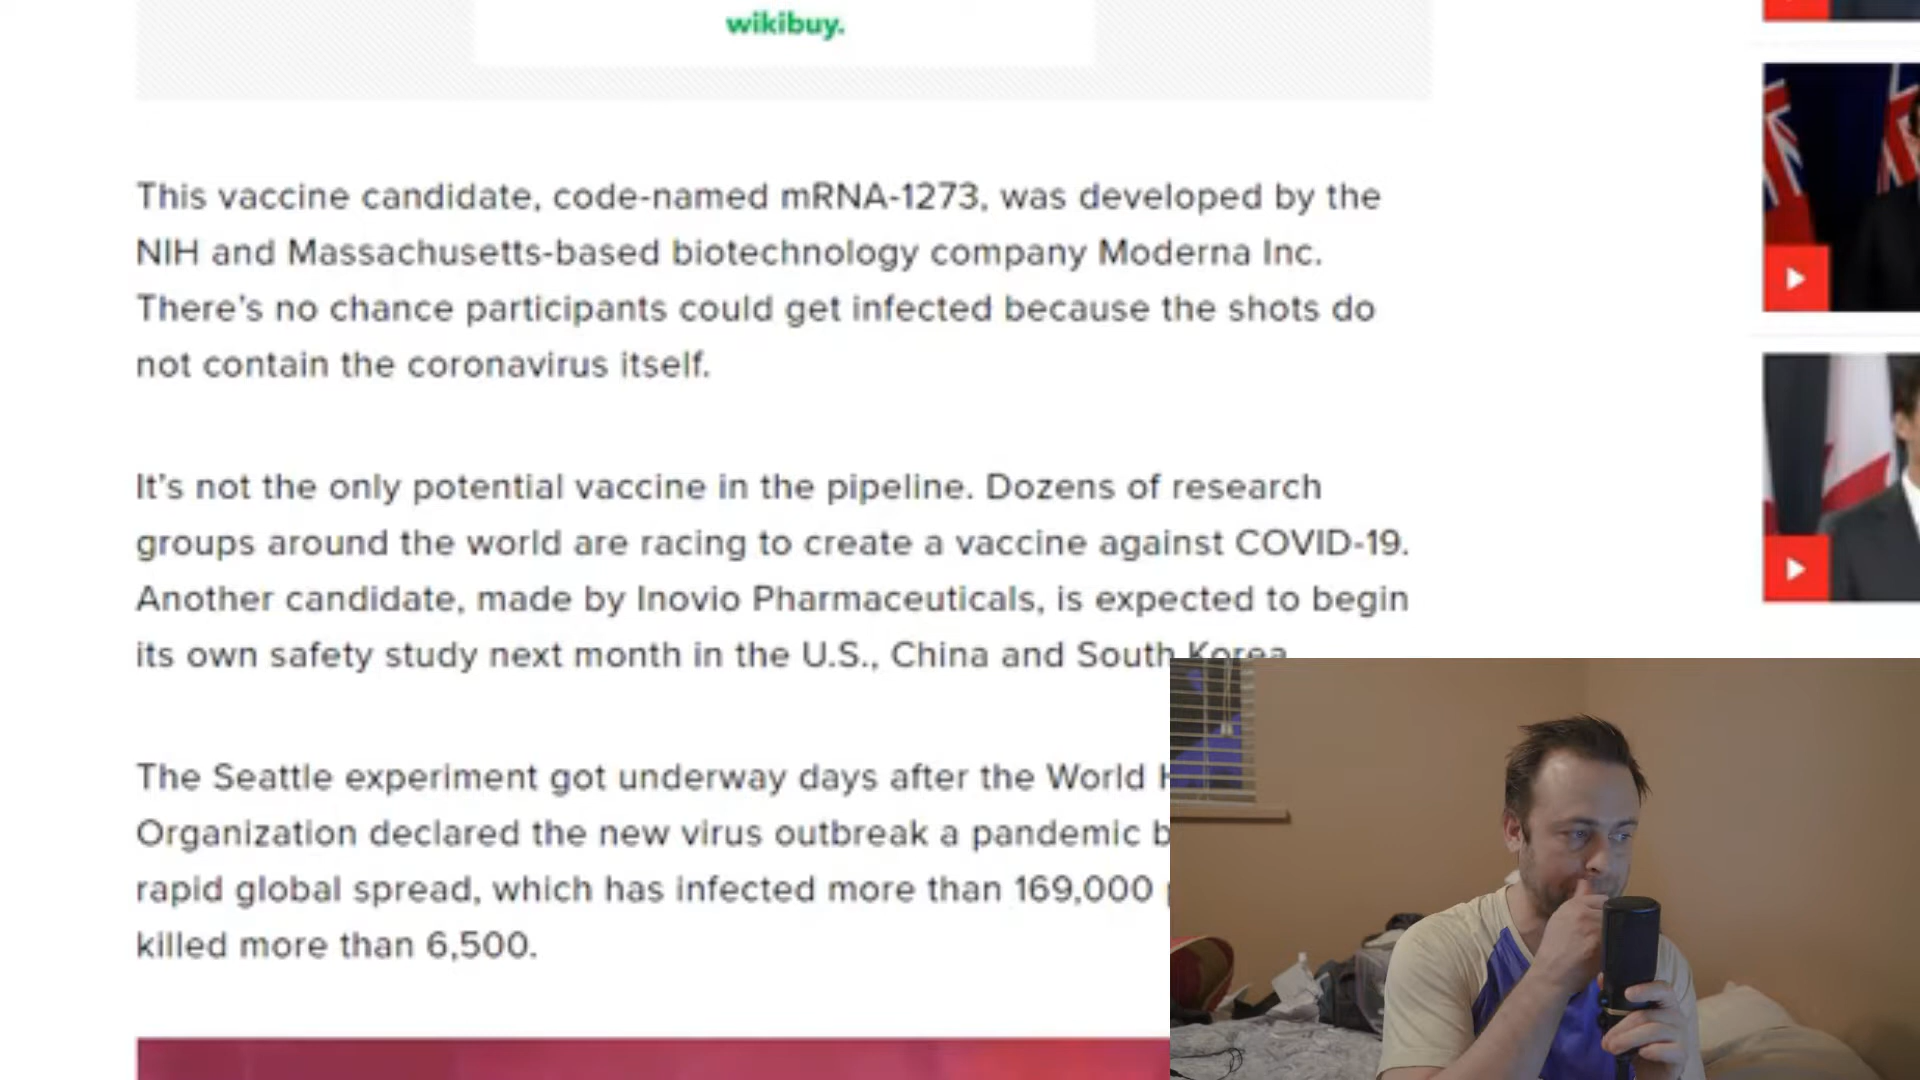 wikibuy.
This vaccine candidate, code-named mRNA-1273, was developed by the
NIH and Massachusetts-based biotechnology company Moderna Inc.
There's no chance participants could get infected because the shots do
not contain the coronavirus itself.
It's not the only potential vaccine in the pipeline. Dozens of research
groups around the world are racing to create a vaccine against COVID-19.
Another candidate, made by Inovio Pharmaceuticals, is expected to begin
its own safety study next month in the U.S., China and South Korea
The Seattle experiment got underway days after the World
Organization declared the new virus outbreak a pandemic
rapid global spread, which has infected more than 169,000
killed more than 6,500.